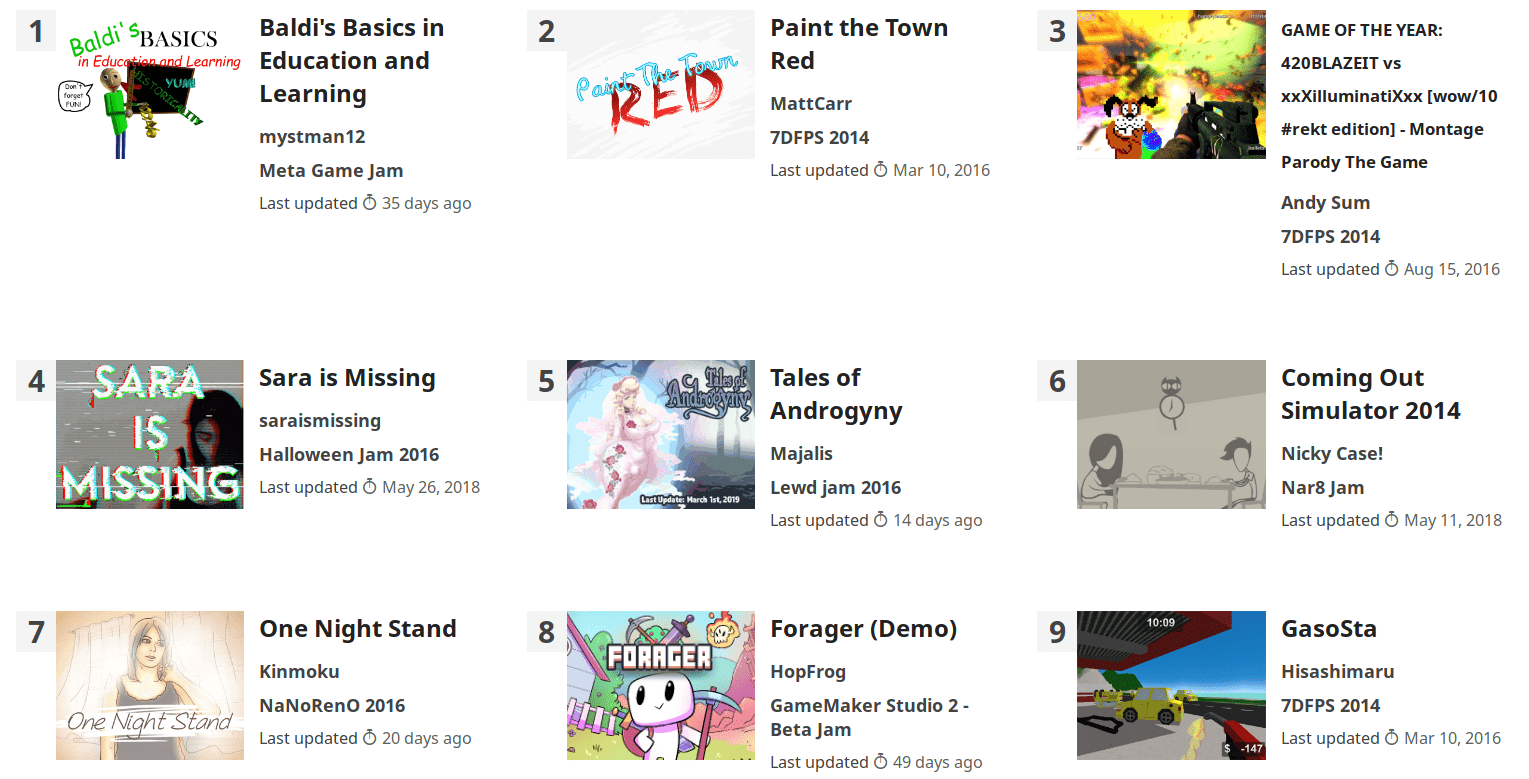 1
Baldi's BASICS
in Education and Learning
Don't
forget
FUN!
HISTORICALITY
YUM!
Baldi's Basics in
Education and
Learning
mystman12
Meta Game Jam
Last updated 35 days ago
2
Paint The Town
RED
Paint the Town
Red
MattCarr
7DFPS 2014
Last updated Mar 10, 2016
3
bullets
GAME OF THE YEAR:
420BLAZEIT vs
xxXilluminatiXxx [wow/10
#rekt edition] - Montage
Parody The Game
Andy Sum
7DFPS 2014
Last updated Aug 15, 2016
4
SARA
IS
MISSING
Sara is Missing
saraismissing
Halloween Jam 2016
Last updated May 26, 2018
5
Tales of
Androgyny
Last Update: March 1st, 2019
Tales of
Androgyny
Majalis
Lewd jam 2016
Last updated 14 days ago
6
Coming Out
Simulator 2014
Nicky Case!
Nar8 Jam
Last updated May 11, 2018
7
One Night Stand
One Night Stand
Kinmoku
NaNoRenO 2016
Last updated 20 days ago
8
FORAGER
Forager (Demo)
HopFrog
GameMaker Studio 2 -
Beta Jam
Last updated 49 days ago
9
10:09
$ -147
GasoSta
Hisashimaru
7DFPS 2014
Last updated Mar 10, 2016